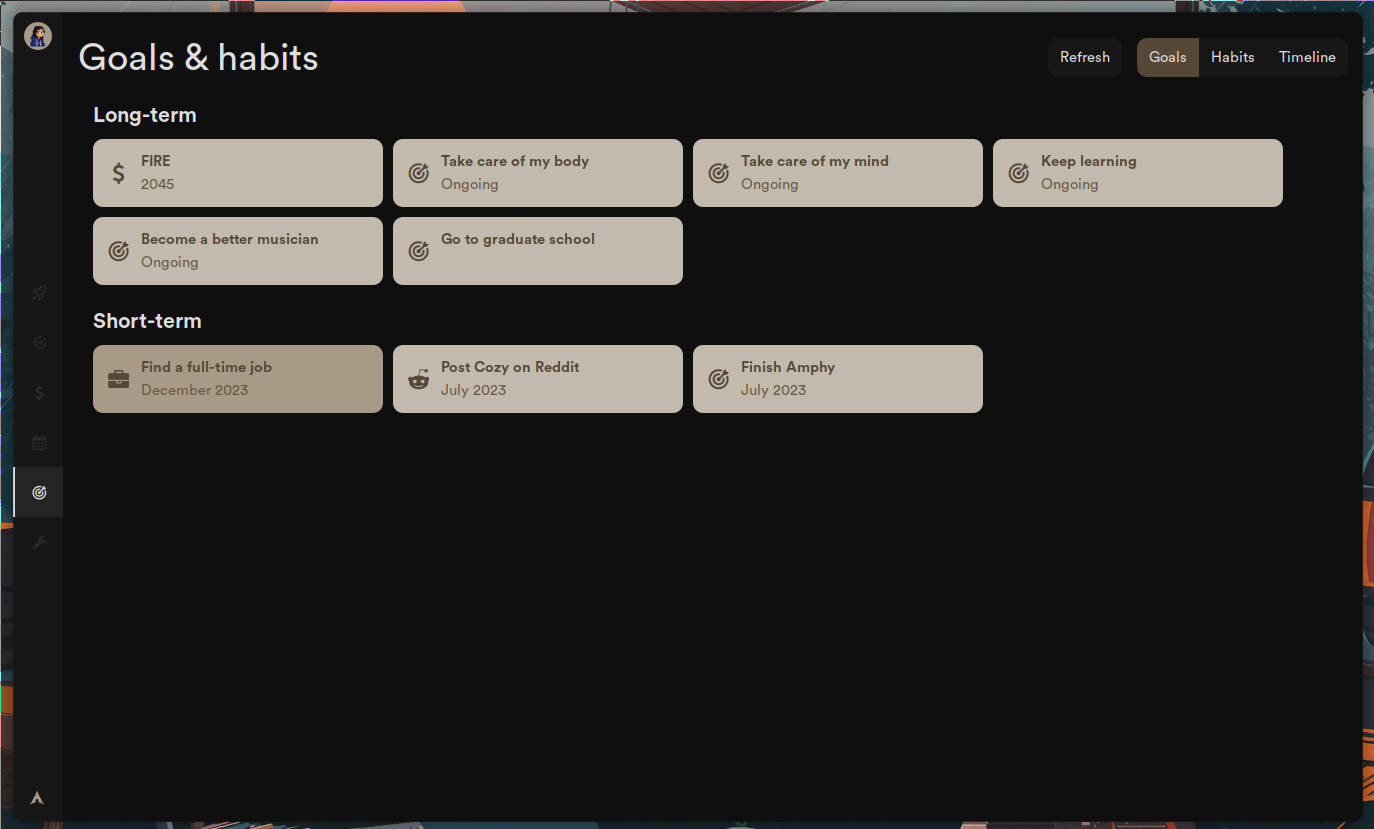 Goals & habits
Refresh
Goals
Habits
Timeline
Long-term
FIRE
2045
Take care of my body
Ongoing
Take care of my mind
Ongoing
Keep learning
Ongoing
Become a better musician
Ongoing
Go to graduate school
Short-term
Find a full-time job
December 2023
Post Cozy on Reddit
July 2023
Finish Amphy
July 2023